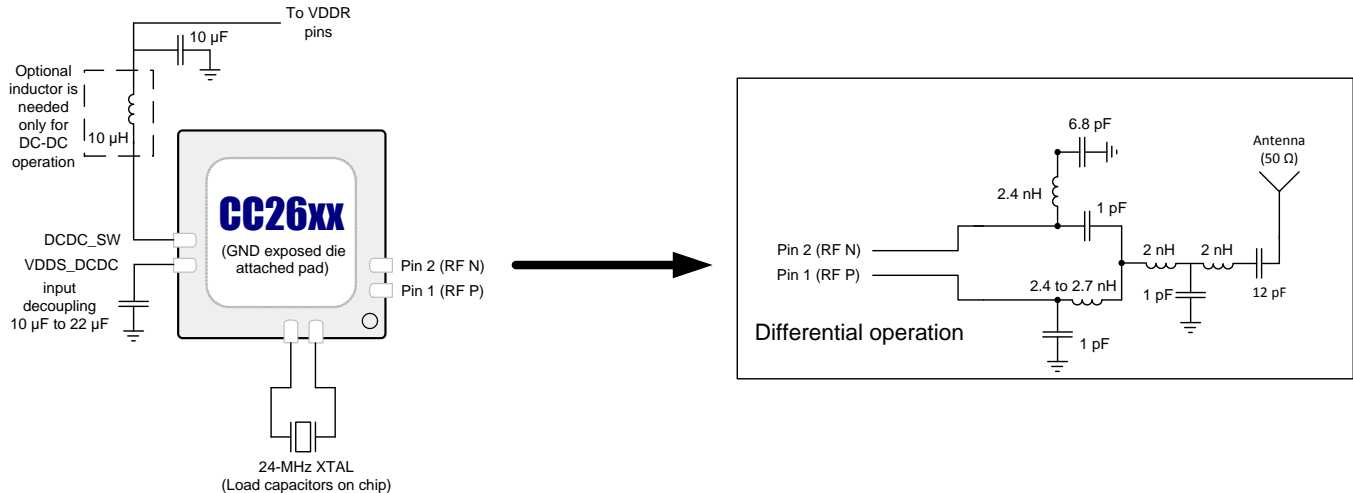 To VDDR
pins
10 µF
Optional
inductor is
needed
only for
DC-DC
operation
10 µH
CC26xx
(GND exposed die
attached pad)
DCDC_SW
VDDS_DCDC
input
decoupling
10 µF to 22 µF
Pin 2 (RF N)
Pin 1 (RF P)
24-MHz XTAL
(Load capacitors on chip)
6.8 pF
Antenna
(50 Ω)
2.4 nH
1 pF
Pin 2 (RF N)
Pin 1 (RF P)
2 nH
2 nH
2.4 to 2.7 nH
1 pF
12 pF
Differential operation
1 pF